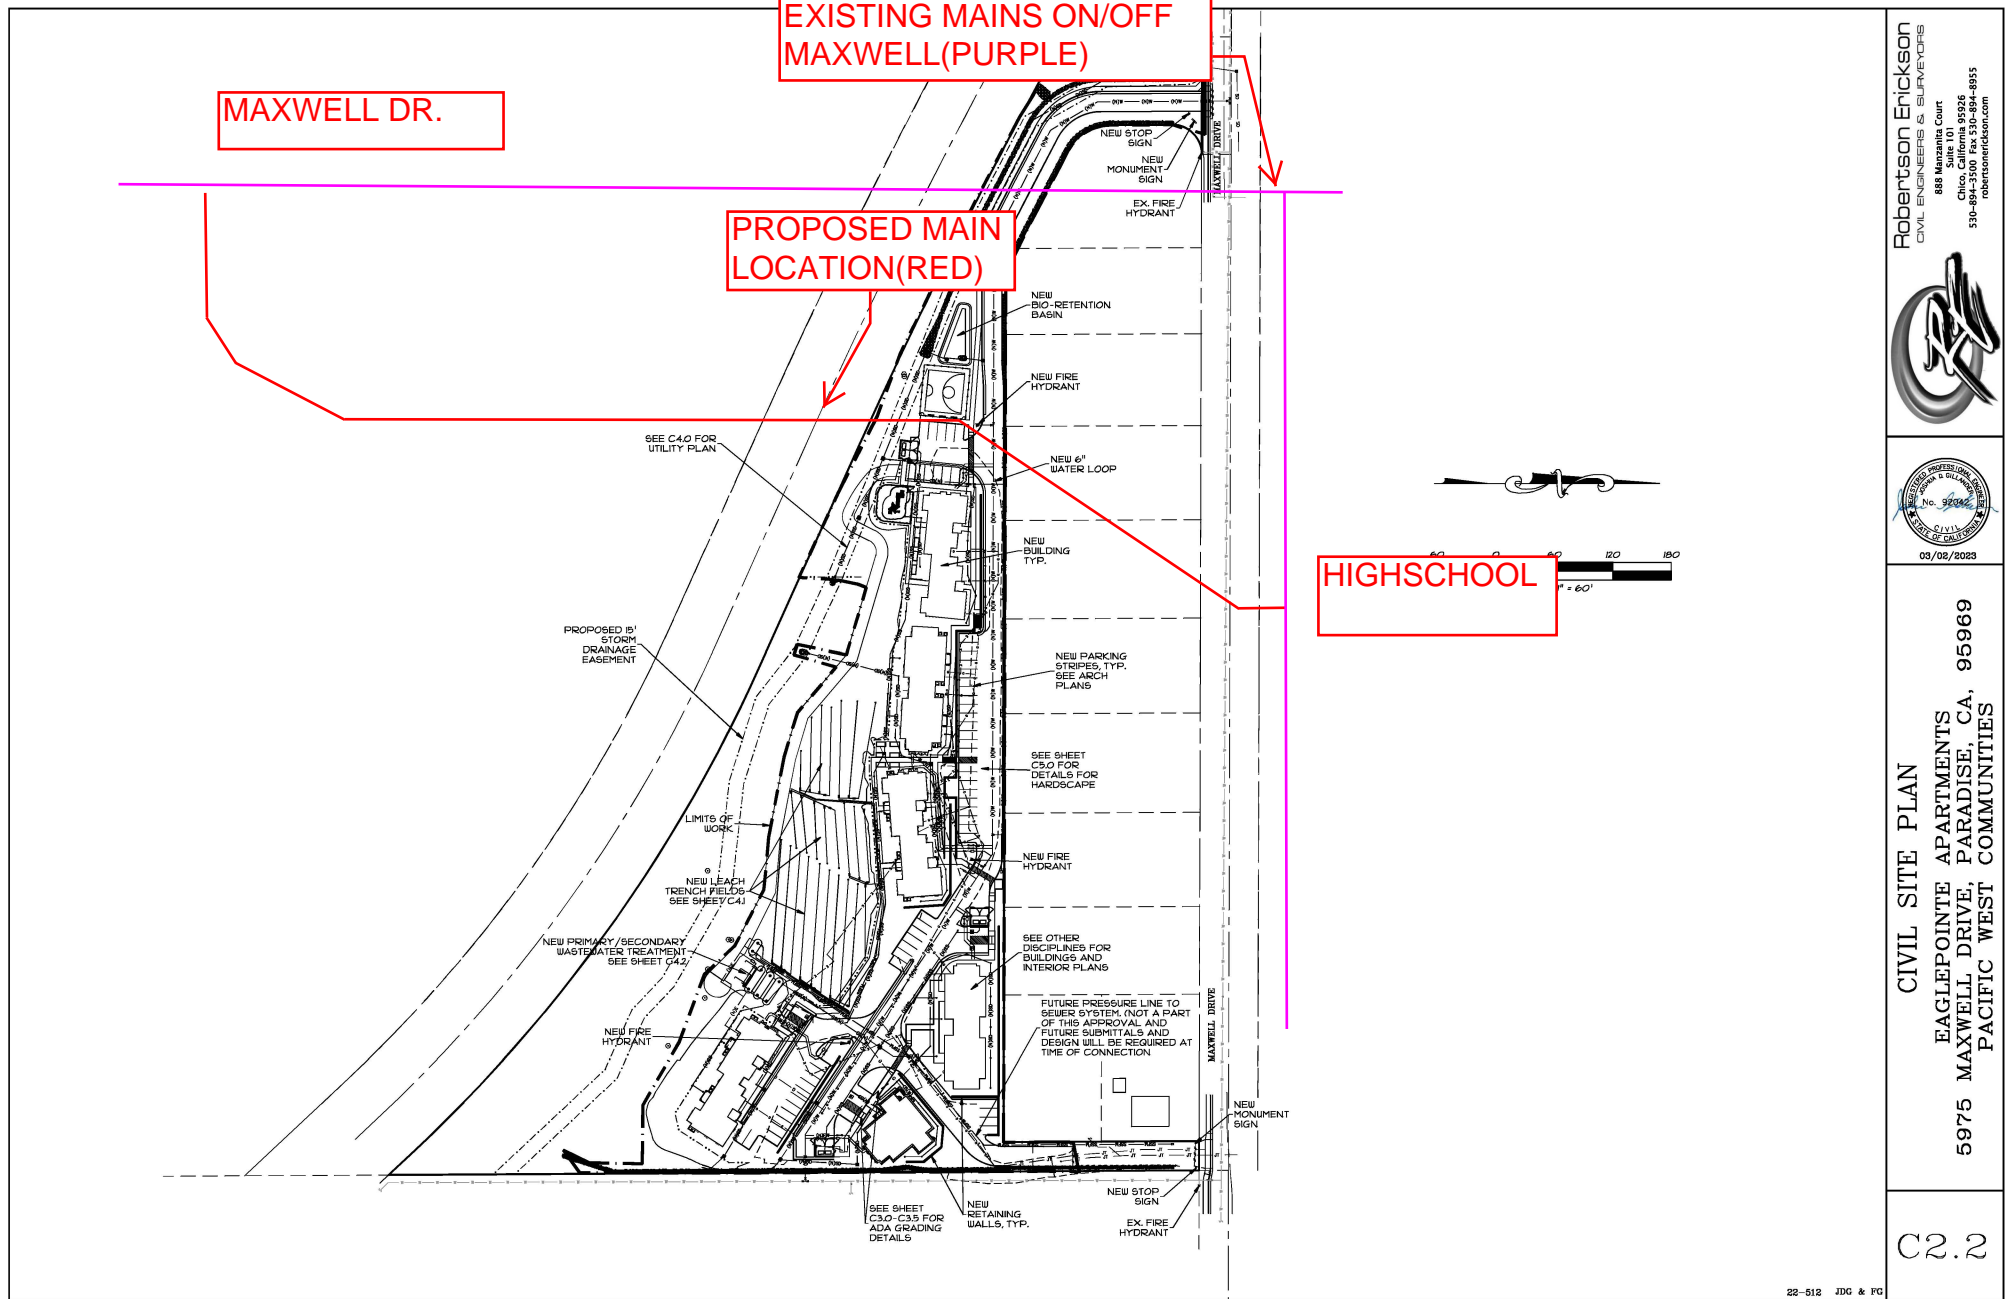 EXISTING MAINS ON/OFF
MAXWELL(PURPLE)
MAXWELL DR.
PROPOSED MAIN
LOCATION(RED)
HIGHSCHOOL
NEW STOP
SIGN
NEW
MONUMENT
SIGN
EX. FIRE
HYDRANT
MAXWELL DRIVE
NEW
BIO-RETENTION
BASIN
NEW FIRE
HYDRANT
SEE C4.0 FOR
UTILITY PLAN
NEW 6"
WATER LOOP
NEW
BUILDING
TYP.
PROPOSED 15'
STORM
DRAINAGE
EASEMENT
NEW PARKING
STRIPES, TYP.
SEE ARCH
PLANS
SEE SHEET
C5.0 FOR
DETAILS FOR
HARDSCAPE
LIMITS OF
WORK
NEW FIRE
HYDRANT
NEW LEACH
TRENCH FIELDS
SEE SHEET C4.1
NEW PRIMARY/SECONDARY
WASTEWATER TREATMENT
SEE SHEET C4.2
SEE OTHER
DISCIPLINES FOR
BUILDINGS AND
INTERIOR PLANS
FUTURE PRESSURE LINE TO
SEWER SYSTEM. (NOT A PART
OF THIS APPROVAL AND
FUTURE SUBMITTALS AND
DESIGN WILL BE REQUIRED AT
TIME OF CONNECTION
NEW FIRE
HYDRANT
MAXWELL DRIVE
NEW
MONUMENT
SIGN
NEW STOP
SIGN
EX. FIRE
HYDRANT
SEE SHEET
C3.0-C3.5 FOR
ADA GRADING
DETAILS
NEW
RETAINING
WALLS, TYP.
60 0 60 120 180
1" = 60'
Robertson Erickson
CIVIL ENGINEERS & SURVEYORS
888 Manzanita Court
Suite 101
Chico, California 95926
530-894-3500 Fax 530-894-8955
robertsonerickson.com
REGISTERED PROFESSIONAL ENGINEER
No.
CIVIL
STATE OF CALIFORNIA
03/02/2023
CIVIL SITE PLAN
EAGLEPOINTE APARTMENTS
5975 MAXWELL DRIVE, PARADISE, CA, 95969
PACIFIC WEST COMMUNITIES
C2.2
22-512 JDG & FG